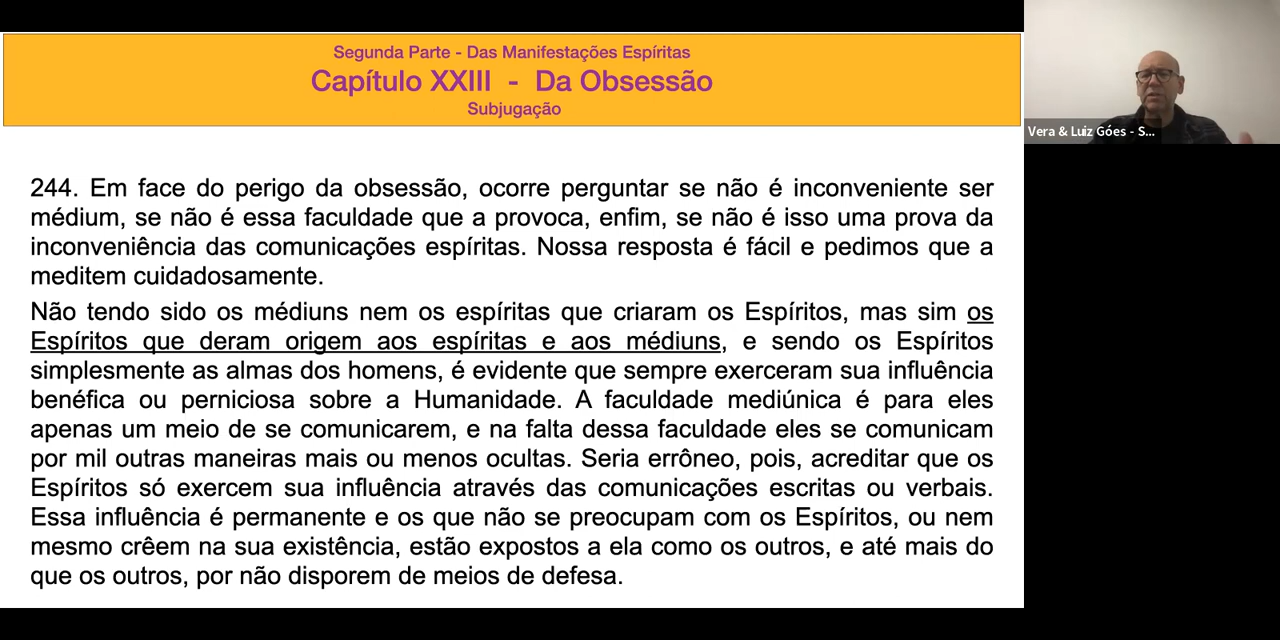 Segunda Parte - Das Manifestações Espíritas
Capítulo XXIII - Da Obsessão
Subjugação
Vera & Luiz Góes - S...
244. Em face do perigo da obsessão, ocorre perguntar se não é inconveniente ser
médium, se não é essa faculdade que a provoca, enfim, se não é isso uma prova da
inconveniência das comunicações espíritas. Nossa resposta é fácil e pedimos que a
meditem cuidadosamente.
Não tendo sido os médiuns nem os espíritas que criaram os Espíritos, mas sim os
Espíritos que deram origem aos espíritas e aos médiuns, e sendo os Espíritos
simplesmente as almas dos homens, é evidente que sempre exerceram sua influência
benéfica ou perniciosa sobre a Humanidade. A faculdade mediúnica é para eles
apenas um meio de se comunicarem, e na falta dessa faculdade eles se comunicam
por mil outras maneiras mais ou menos ocultas. Seria errôneo, pois, acreditar que os
Espíritos só exercem sua influência através das comunicações escritas ou verbais.
Essa influência é permanente e os que não se preocupam com os Espíritos, ou nem
mesmo crêem na sua existência, estão expostos a ela como os outros, e até mais do
que os outros, por não disporem de meios de defesa.